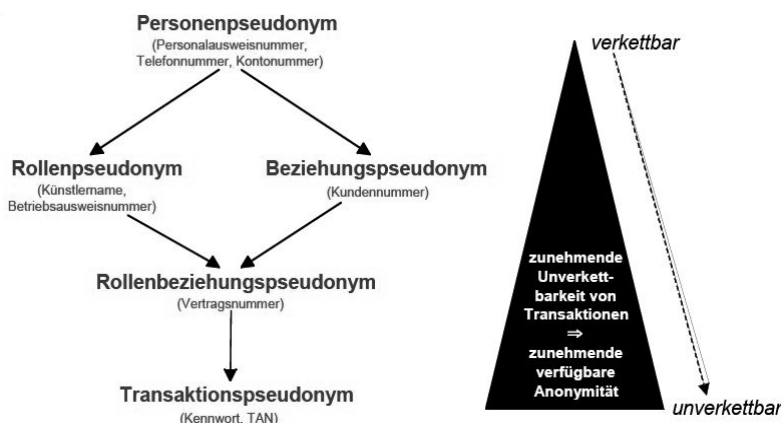 Personenpseudonym
(Personalausweisnummer,
Telefonnummer, Kontonummer)
Rollenpseudonym
(Künstlername,
Betriebsausweisnummer)
Beziehungspseudonym
(Kundennummer)
Rollenbeziehungspseudonym
(Vertragsnummer)
Transaktionspseudonym
(Kennwort, TAN)
verkettbar
zunehmende
Unverkett-
barkeit von
Transaktionen
⇒
zunehmende
verfügbare
Anonymität
unverkettbar